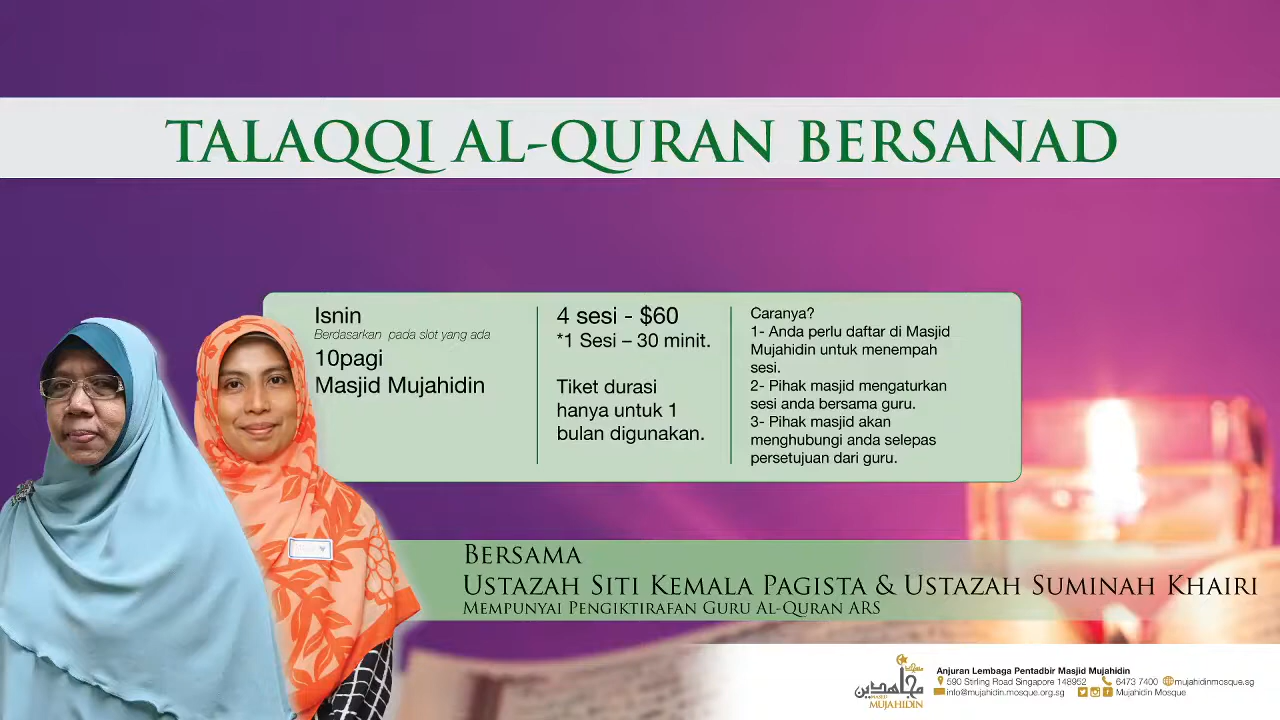 TALAQQI AL-QURAN BERSANAD
Isnin
Berdasarkan pada slot yang ada
10pagi
Masjid Mujahidin
4 sesi - $60
*1 Sesi – 30 minit.
Tiket durasi
hanya untuk 1
bulan digunakan.
Caranya?
1- Anda perlu daftar di Masjid
Mujahidin untuk menempah
sesi.
2- Pihak masjid mengaturkan
sesi anda bersama guru.
3- Pihak masjid akan
menghubungi anda selepas
persetujuan dari guru.
BERSAMA
USTAZAH SITI KEMALA PAGISTA & USTAZAH SUMINAH KHAIRI
MEMPUNYAI PENGIKTIRAFAN GURU AL-QURAN ARS
مجاهدين
MASJID
MUJAHIDIN
Anjuran Lembaga Pentadbir Masjid Mujahidin
590 Stirling Road Singapore 148952 6473 7400 mujahidinmosque.sg
info@mujahidin.mosque.org.sg Mujahidin Mosque